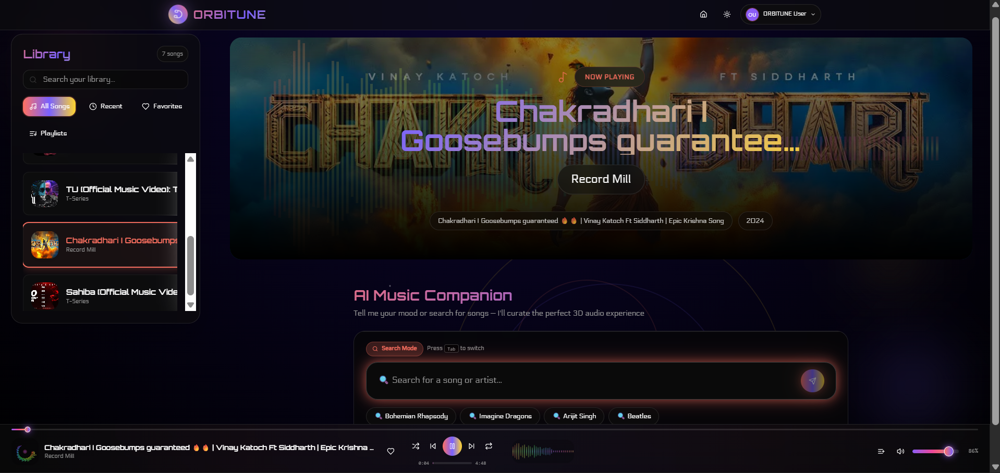 ORBITUNE
OU
ORBITUNE User
Library
7 songs
Search your library...
All Songs
Recent
Favorites
Playlists
TU (Official Music Video): T
T-Series
Chakradhari I Goosebumps
Record Mill
Sahiba (Official Music Vide
T-Series
VINAY KATOCH
NOW PLAYING
FT SIDDHARTH
CHAKRADHARI
Chakradhari I
Goosebumps guarantee...
Record Mill
Chakradhari I Goosebumps guaranteed 🔥🔥 | Vinay Katoch Ft Siddharth | Epic Krishna Song
2024
AI Music Companion
Tell me your mood or search for songs — I'll curate the perfect 3D audio experience
Search Mode
Press Tab to switch
🔍 Search for a song or artist...
🔍 Bohemian Rhapsody
🔍 Imagine Dragons
🔍 Arijit Singh
🔍 Beatles
Chakradhari I Goosebumps guaranteed 🔥🔥 | Vinay Katoch Ft Siddharth | Epic Krishna ...
Record Mill
0:04
4:48
86%